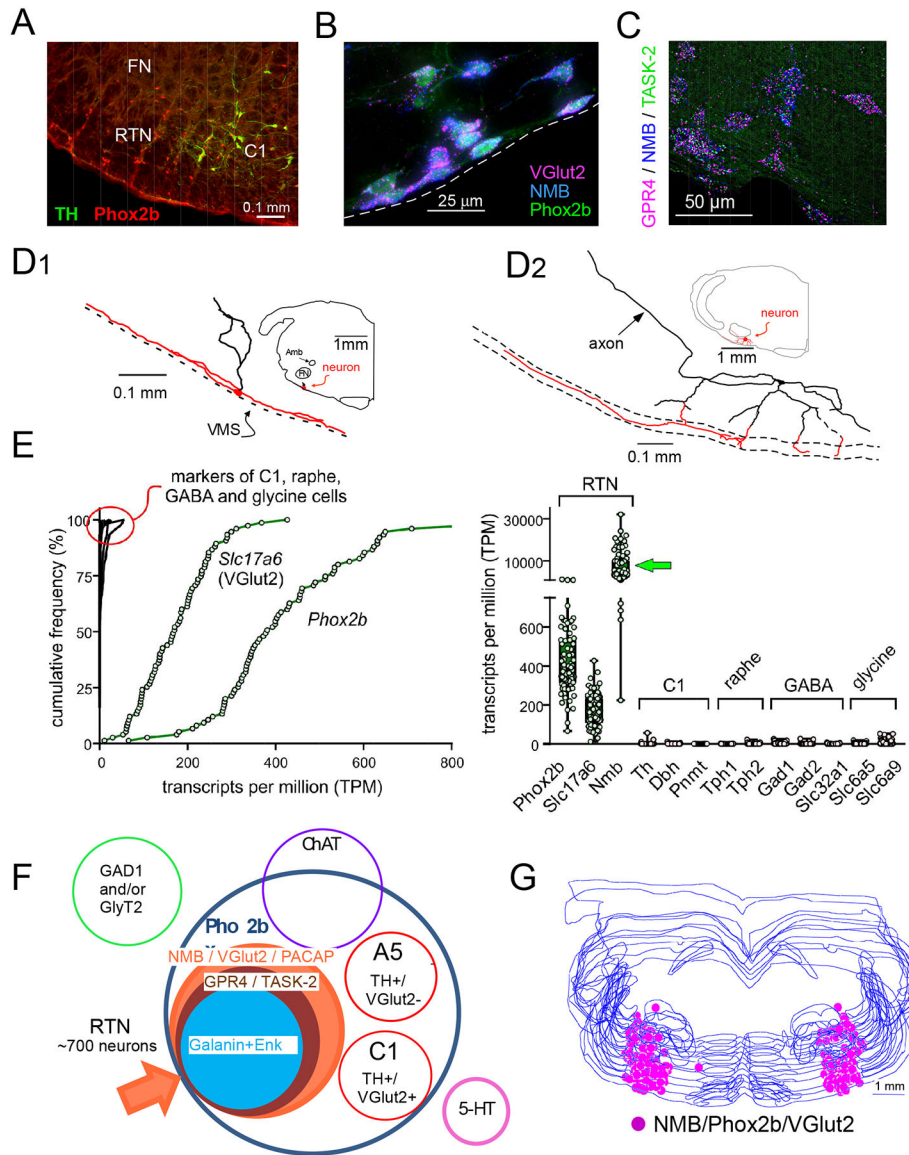 A
FN
RTN
C1
TH
Phox2b
0.1 mm
B
VGlut2
NMB
Phox2b
25 µm
C
GPR4 / NMB / TASK-2
50 µm
D1
1mm
Amb
FN
neuron
0.1 mm
VMS
D2
axon
neuron
1 mm
0.1 mm
E
markers of C1, raphe,
GABA and glycine cells
cumulative frequency (%)
100
75
50
25
0
Slc17a6
(VGlut2)
Phox2b
0
200
400
600
800
transcripts per million (TPM)
RTN
transcripts per million (TPM)
30000
10000
600
400
200
0
C1
raphe
GABA
glycine
Phox2b
Slc17a6
Nmb
Th
Dbh
Pnmt
Tph1
Tph2
Gad1
Gad2
Slc32a1
Slc6a5
Slc6a9
F
GAD1
and/or
GlyT2
ChAT
Pho 2b
NMB / VGlut2 / PACAP
GPR4 / TASK-2
Galanin+Enk
A5
TH+/
VGlut2-
C1
TH+/
VGlut2+
RTN
~700 neurons
5-HT
G
1 mm
NMB/Phox2b/VGlut2